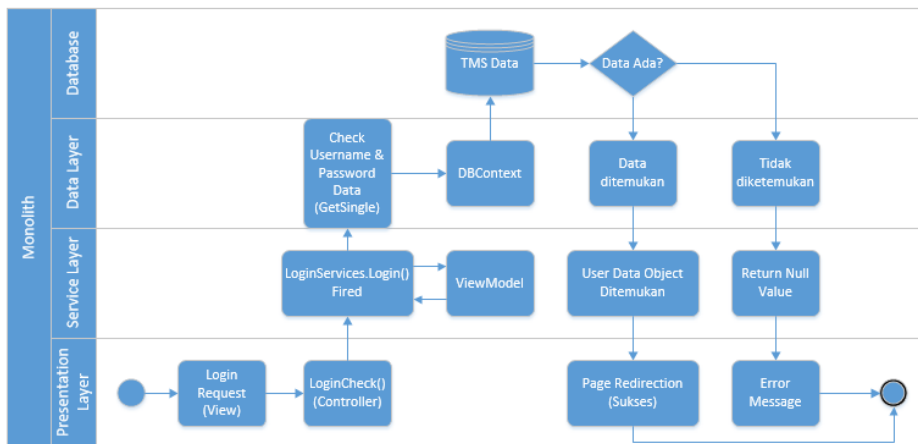 Monolith
Database
TMS Data
Data Ada?
Data Layer
Check
Username &
Password
Data
(GetSingle)
DBContext
Data
ditemukan
Tidak
diketemukan
Service Layer
LoginServices.Login()
Fired
ViewModel
User Data Object
Ditemukan
Return Null
Value
Presentation
Layer
Login
Request
(View)
LoginCheck()
(Controller)
Page Redirection
(Sukses)
Error
Message